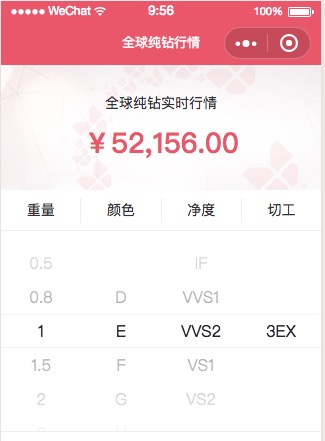 WeChat 9:56 100%
全球纯钻行情
全球纯钻实时行情
¥ 52,156.00
重量 颜色 净度 切工
0.5 IF
0.8 D VVS1
1 E VVS2 3EX
1.5 F VS1
2 G VS2